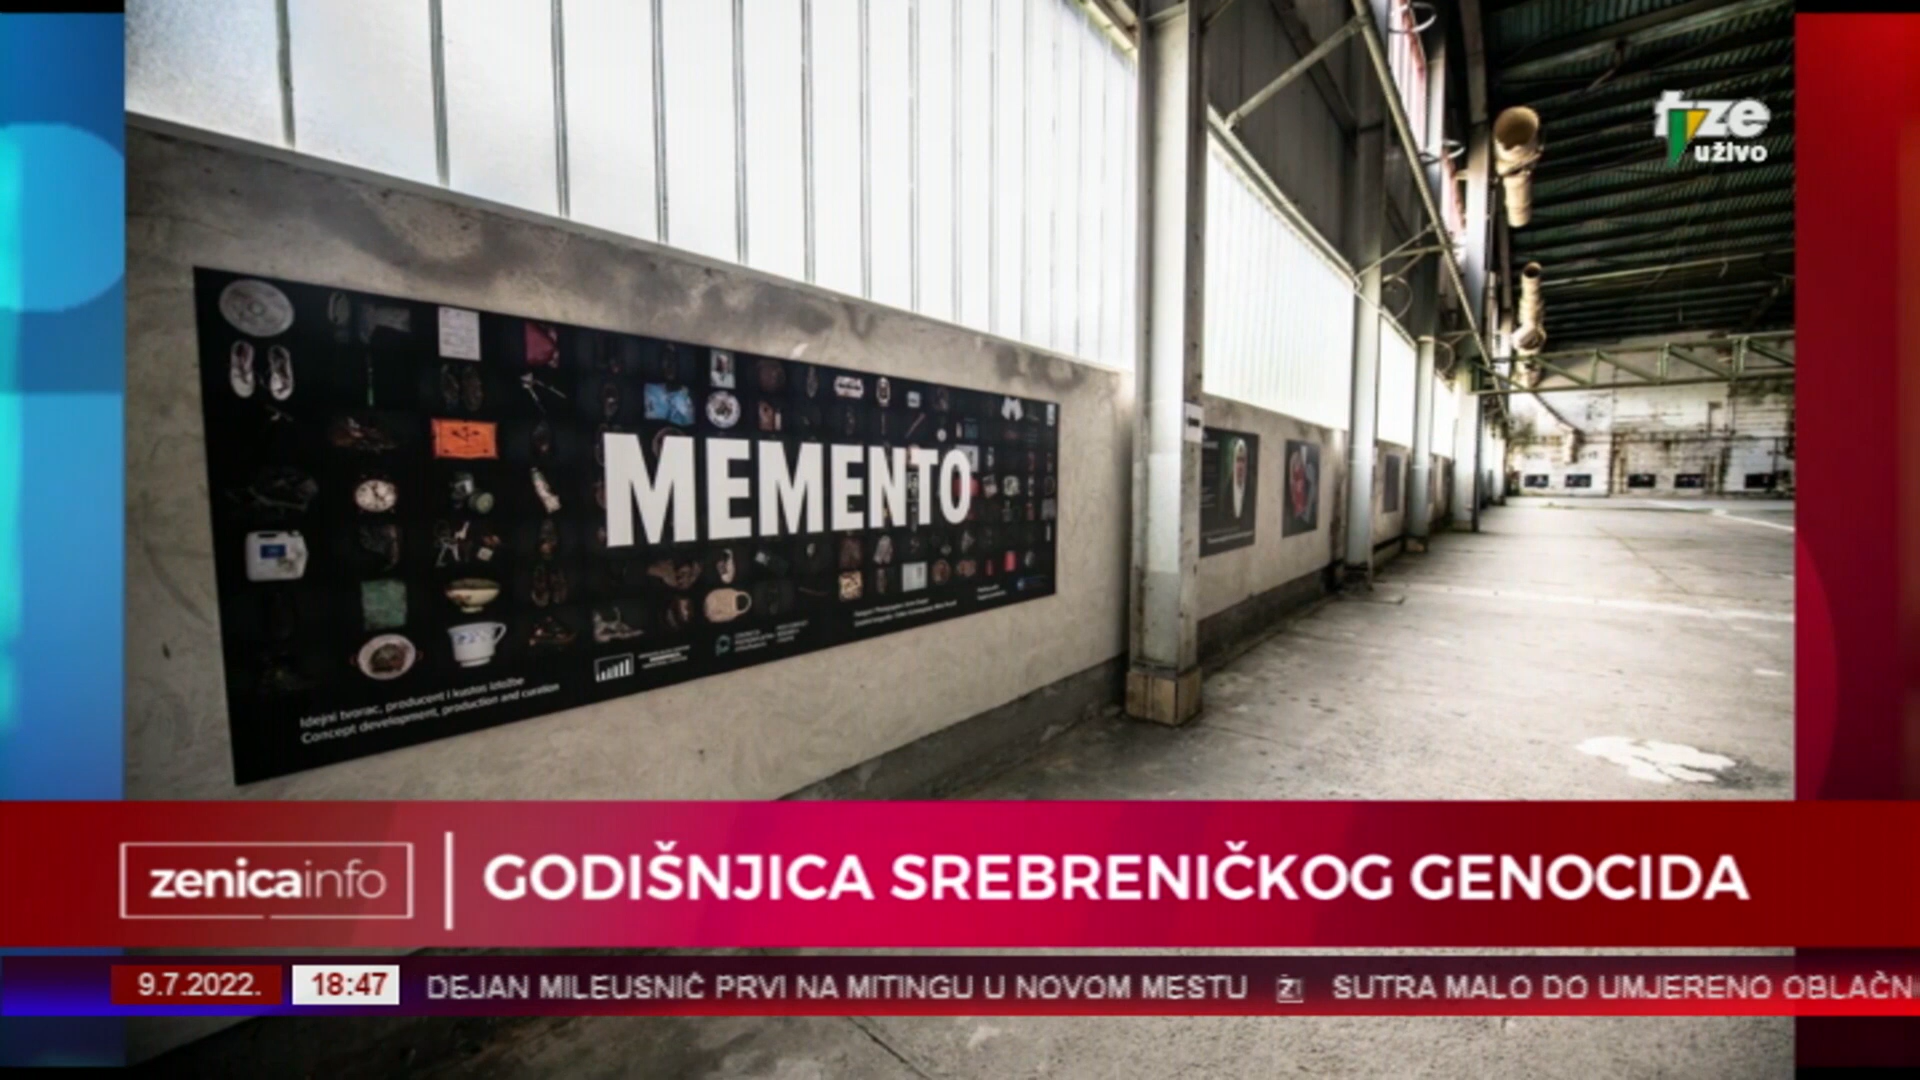 rtvze
uživo
MEMENTO
Idejni tvorac, producent i kustos izložbe
Concept development, production and curation
zenicainfo
GODIŠNJICA SREBRENIČKOG GENOCIDA
9.7.2022. 18:47 DEJAN MILEUSNIĆ PRVI NA MITINGU U NOVOM MESTU SUTRA MALO DO UMJERENO OBLAČN